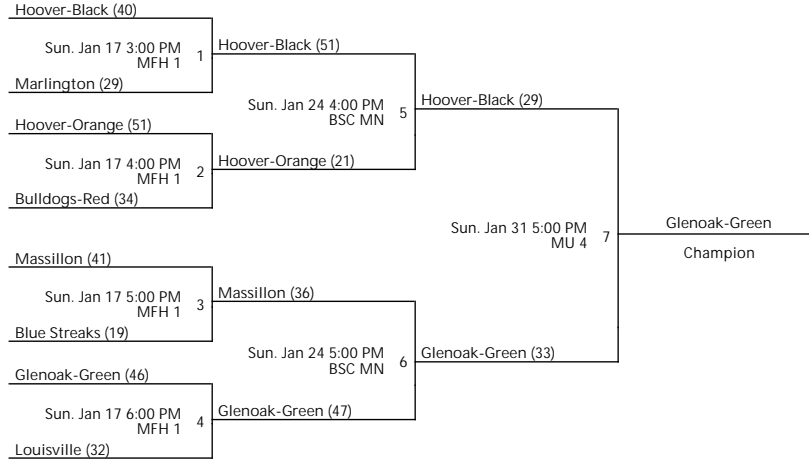 Hoover-Black (40)
Sun. Jan 17 3:00 PM
MFH 1
1
Marlington (29)
Hoover-Black (51)
Sun. Jan 24 4:00 PM
BSC MN
5
Hoover-Black (29)
Hoover-Orange (51)
Sun. Jan 17 4:00 PM
MFH 1
2
Hoover-Orange (21)
Bulldogs-Red (34)
Sun. Jan 31 5:00 PM
MU 4
7
Glenoak-Green
Champion
Massillon (41)
Sun. Jan 17 5:00 PM
MFH 1
3
Massillon (36)
Blue Streaks (19)
Sun. Jan 24 5:00 PM
BSC MN
6
Glenoak-Green (33)
Glenoak-Green (46)
Sun. Jan 17 6:00 PM
MFH 1
4
Glenoak-Green (47)
Louisville (32)